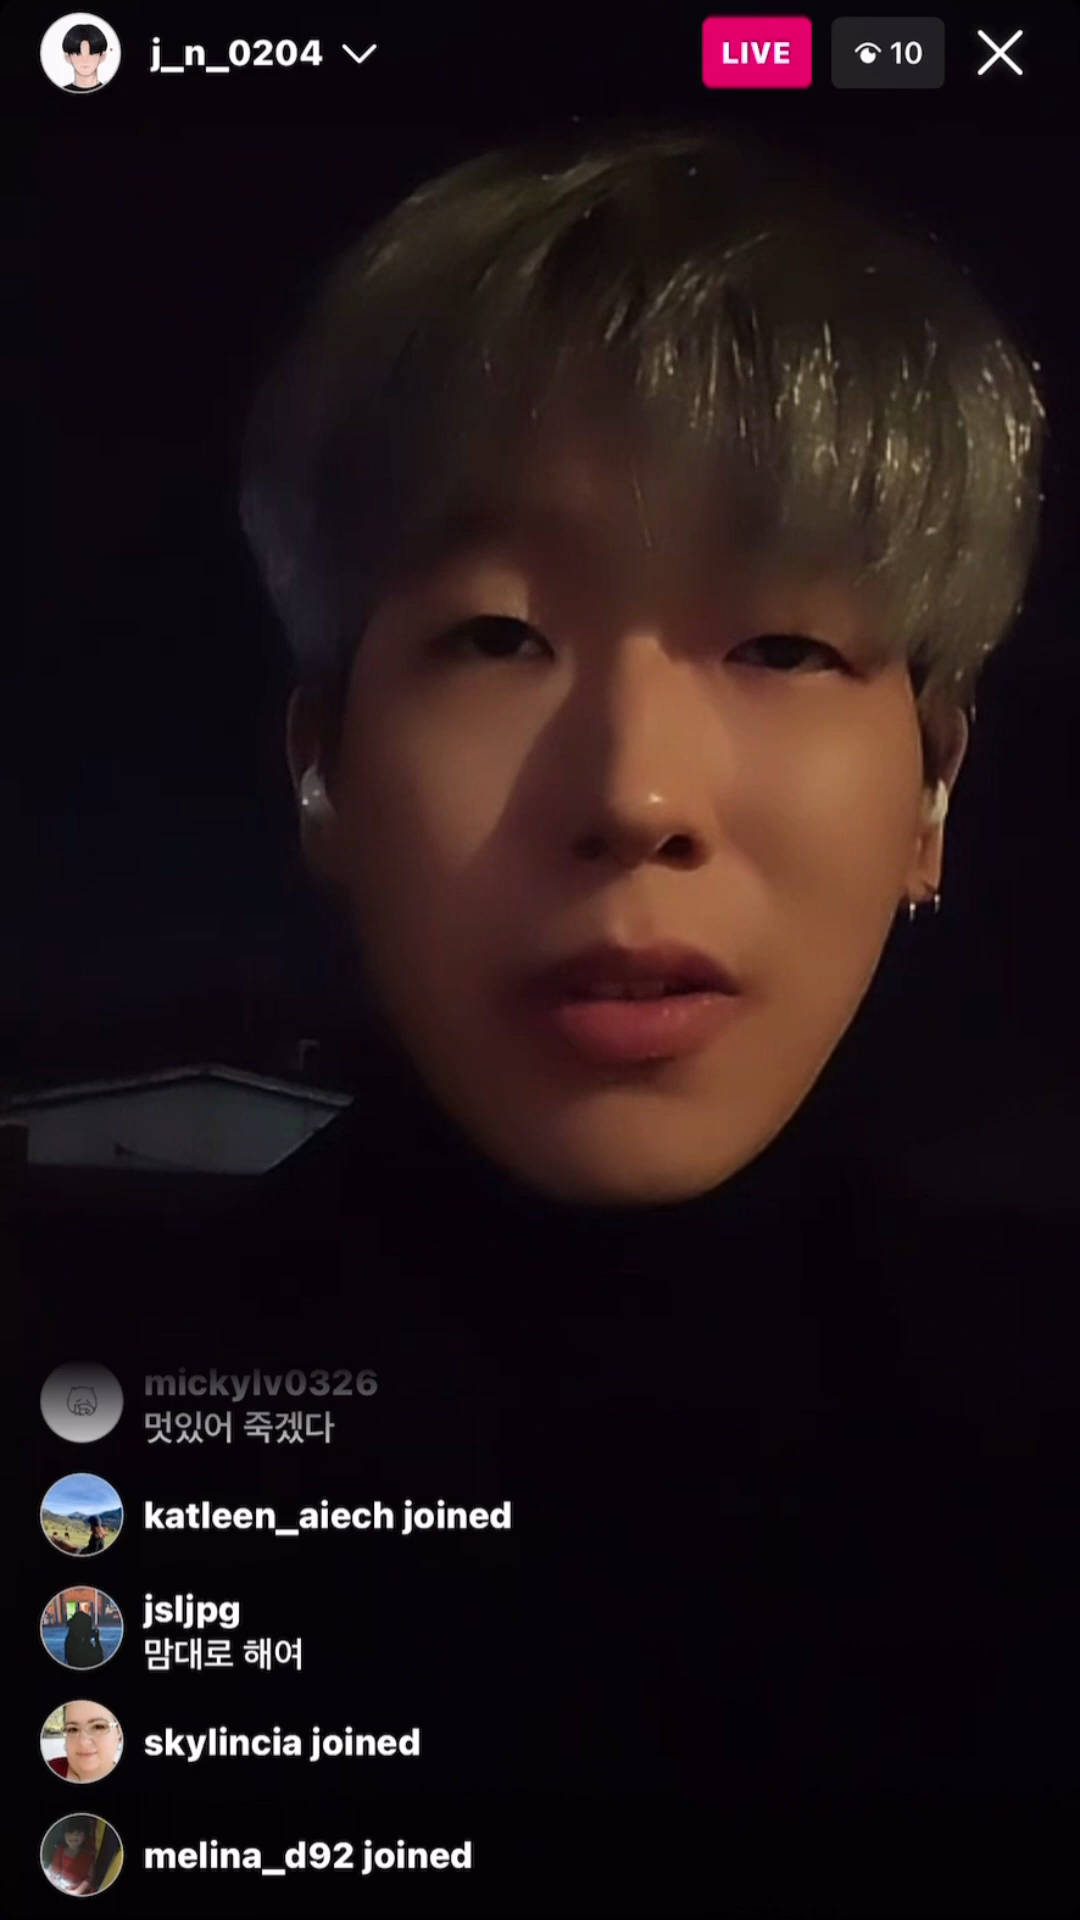 j_n_0204
LIVE
10
mickylv0326
멋있어 죽겠다
katleen_aiech joined
jsljpg
맘대로 해여
skylincia joined
melina_d92 joined